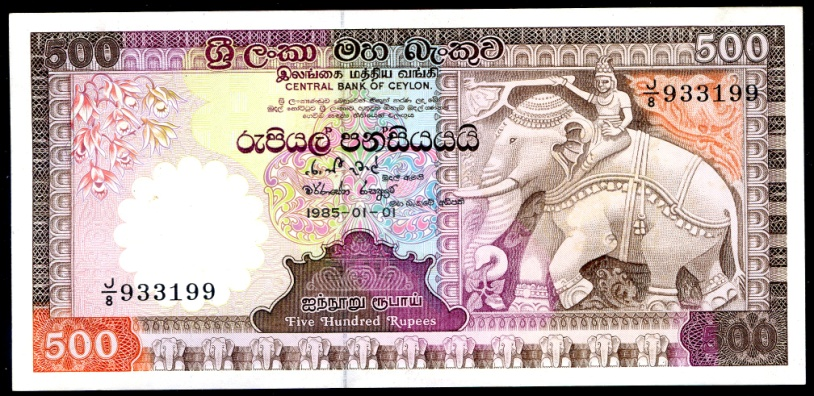 500
ශ්‍රී ලංකා මහ බැංකුව
500
இலங்கை மத்திய வங்கி
CENTRAL BANK OF CEYLON.
J/8 933199
රුපියල් පන්සියයයි
1985-01-01
J/8 933199
ஐந்நூறு ரூபாய்
Five Hundred Rupees
500
500